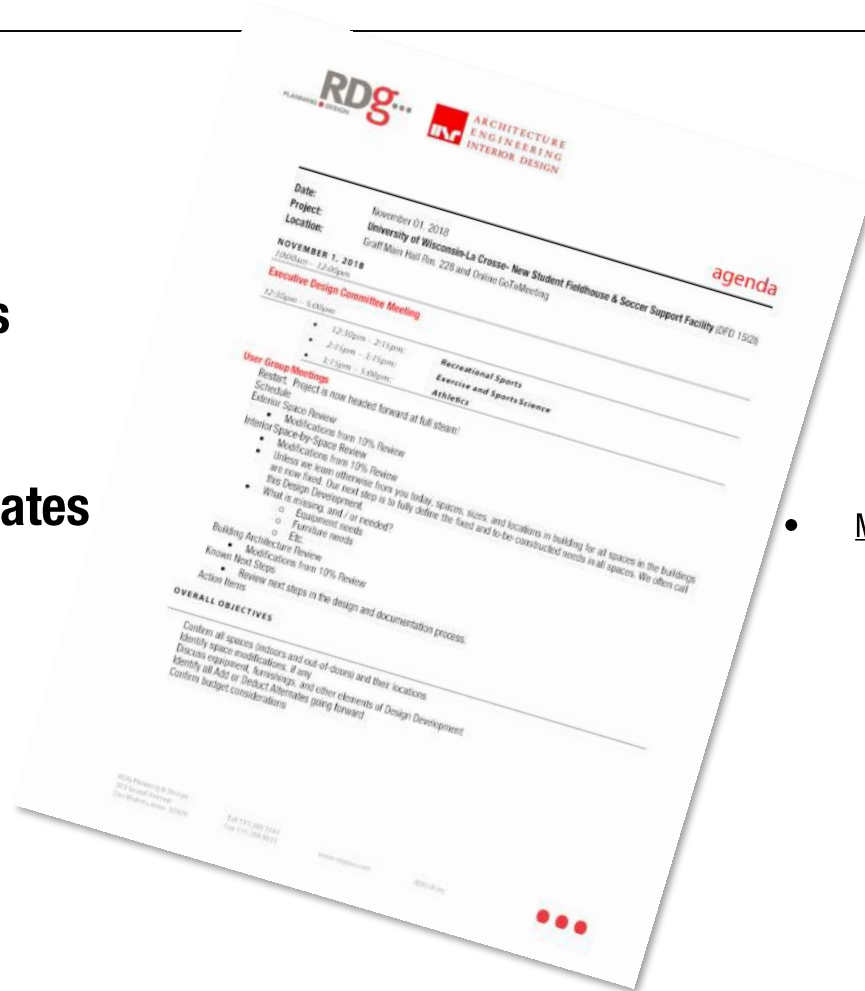 s
ates
• M
RDg...
PLANNING • DESIGN
ARCHITECTURE
ENGINEERING
INTERIOR DESIGN
agenda
Date: November 01, 2018
Project: University of Wisconsin-La Crosse- New Student Fieldhouse & Soccer Support Facility (DFD 15I2I)
Location: Graff Main Hall Rm. 228 and Online GoToMeeting
NOVEMBER 1, 2018
10:00am – 12:00pm
Executive Design Committee Meeting
12:30pm – 5:00pm
• 12:30pm – 2:15pm: Recreational Sports
• 2:15pm – 3:15pm: Exercise and Sports Science
• 3:15pm – 5:00pm: Athletics
User Group Meetings
Restart. Project is now headed forward at full steam!
Schedule
Exterior Space Review
• Modifications from 10% Review
Interior Space-by-Space Review
• Modifications from 10% Review
• Unless we learn otherwise from you today, spaces, sizes, and locations in building for all spaces in the buildings
are now fixed. Our next step is to fully define the fixed and to-be-constructed needs in all spaces. We often call
this Design Development.
• What is missing, and / or needed?
o Equipment needs
o Furniture needs
o Etc.
Building Architecture Review
• Modifications from 10% Review
Known Next Steps
• Review next steps in the design and documentation process.
Action Items
OVERALL OBJECTIVES
Confirm all spaces (indoors and out-of-doors) and their locations
Identify space modifications, if any
Discuss equipment, furnishings, and other elements of Design Development
Identify all Add or Deduct Alternates going forward
Confirm budget considerations
RDG Planning & Design